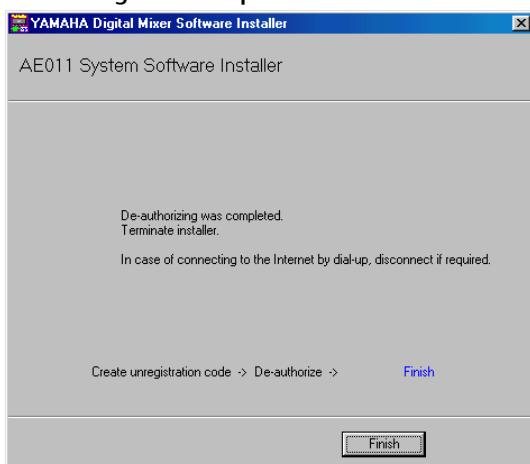 YAMAHA Digital Mixer Software Installer
AE011 System Software Installer
De-authorizing was completed.
Terminate installer.
In case of connecting to the Internet by dial-up, disconnect if required.
Create unregistration code -> De-authorize -> Finish
Finish